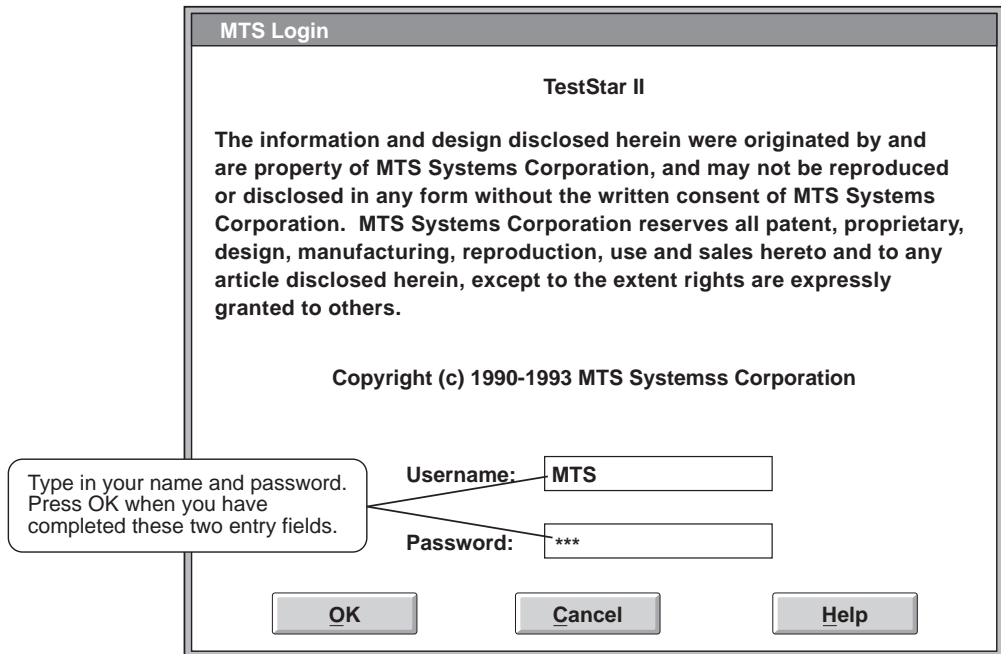 MTS Login
TestStar II
The information and design disclosed herein were originated by and
are property of MTS Systems Corporation, and may not be reproduced
or disclosed in any form without the written consent of MTS Systems
Corporation.  MTS Systems Corporation reserves all patent, proprietary,
design, manufacturing, reproduction, use and sales hereto and to any
article disclosed herein, except to the extent rights are expressly
granted to others.
Copyright (c) 1990-1993 MTS Systemss Corporation
Type in your name and password.
Press OK when you have
completed these two entry fields.
Username: MTS
Password: ***
OK Cancel Help